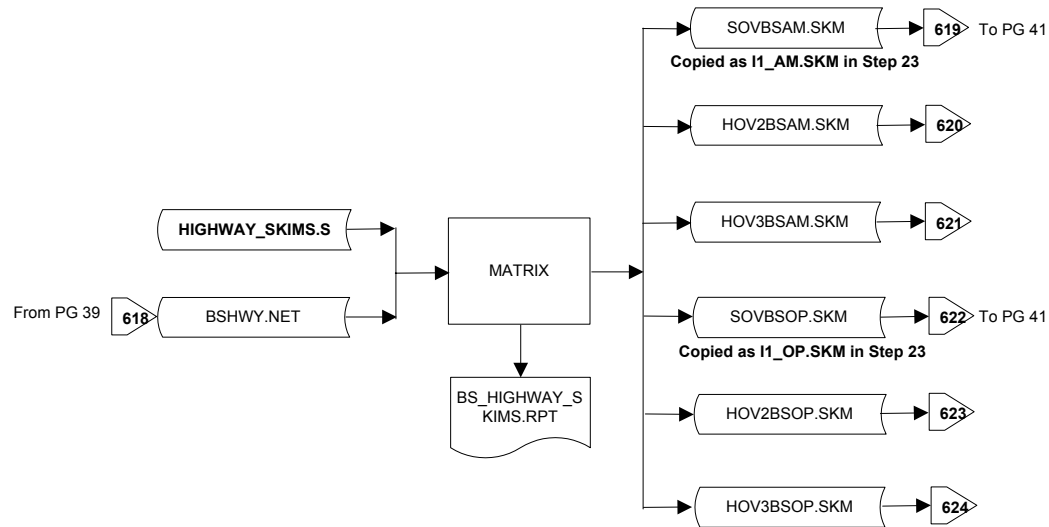 SOVBSAM.SKM
619
To PG 41
Copied as I1_AM.SKM in Step 23
HOV2BSAM.SKM
620
HIGHWAY_SKIMS.S
HOV3BSAM.SKM
621
MATRIX
From PG 39
618
BSHWY.NET
SOVBSOP.SKM
622
To PG 41
Copied as I1_OP.SKM in Step 23
BS_HIGHWAY_S
KIMS.RPT
HOV2BSOP.SKM
623
HOV3BSOP.SKM
624